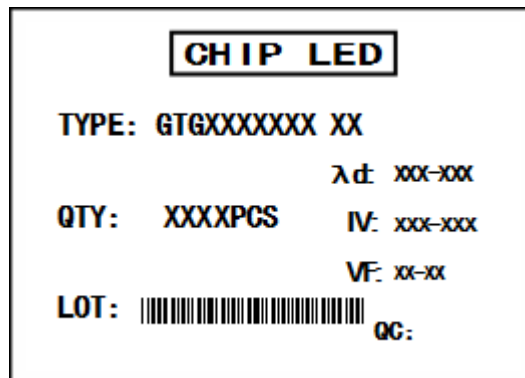 CHIP LED
TYPE: GTGXXXXXXX XX
λd: XXX-XXX
QTY: XXXXPCS
IV: XXX-XXX
VF: XX-XX
LOT:
QC: